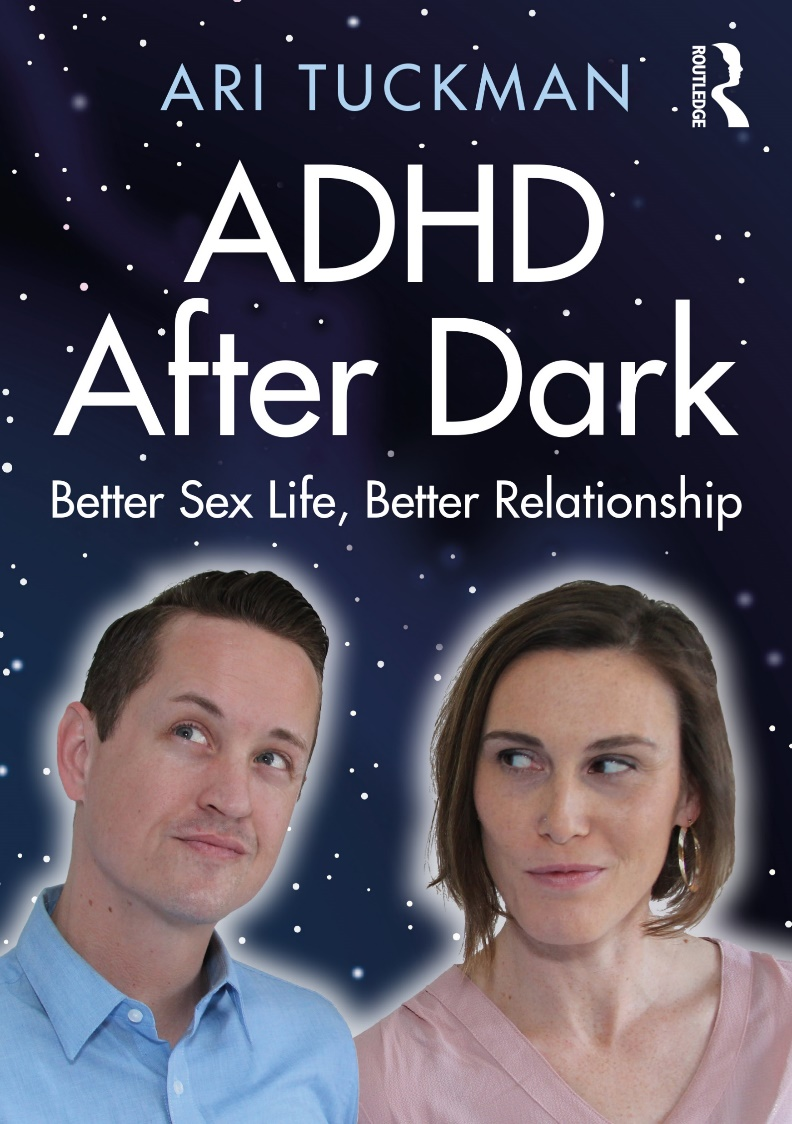 ARI TUCKMAN
ROUTLEDGE
ADHD
After Dark
Better Sex Life, Better Relationship